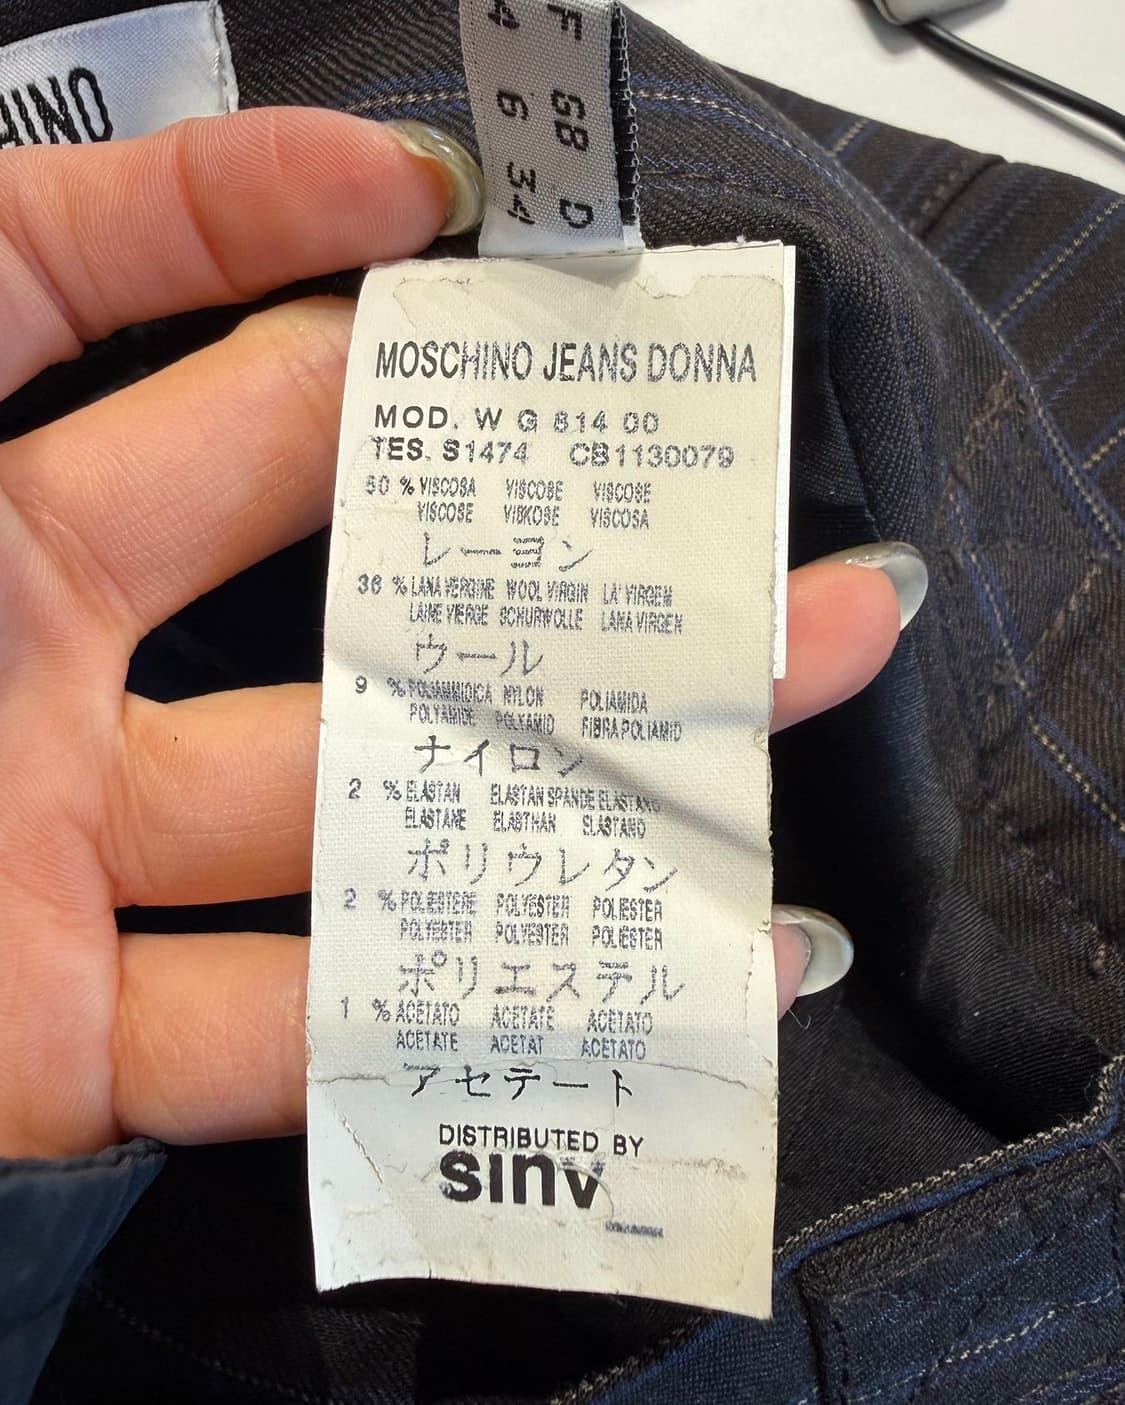 HINO
F GB D
4 6 34
MOSCHINO JEANS DONNA
MOD. W G 814 00
TES. S1474 CB1130079
50 % VISCOSA VISCOSE VISCOSE
VISCOSE VISKOSE VISCOSA
レーヨン
36 % LANA VERGINE WOOL VIRGIN LA' VIRGEM
LAINE VIERGE SCHURWOLLE LANA VIRGEN
ウール
9 % POLIAMMIDICA NYLON POLIAMIDA
POLYAMIDE POLYAMID FIBRA POLIAMID
ナイロン
2 % ELASTAN ELASTAN SPANDE ELASTANO
ELASTANE ELASTHAN ELASTANO
ポリウレタン
2 % POLIESTERE POLYESTER POLIESTER
POLYESTER POLYESTER POLIESTER
ポリエステル
1 % ACETATO ACETATE ACETATO
ACETATE ACETAT ACETATO
アセテート
DISTRIBUTED BY
sinv